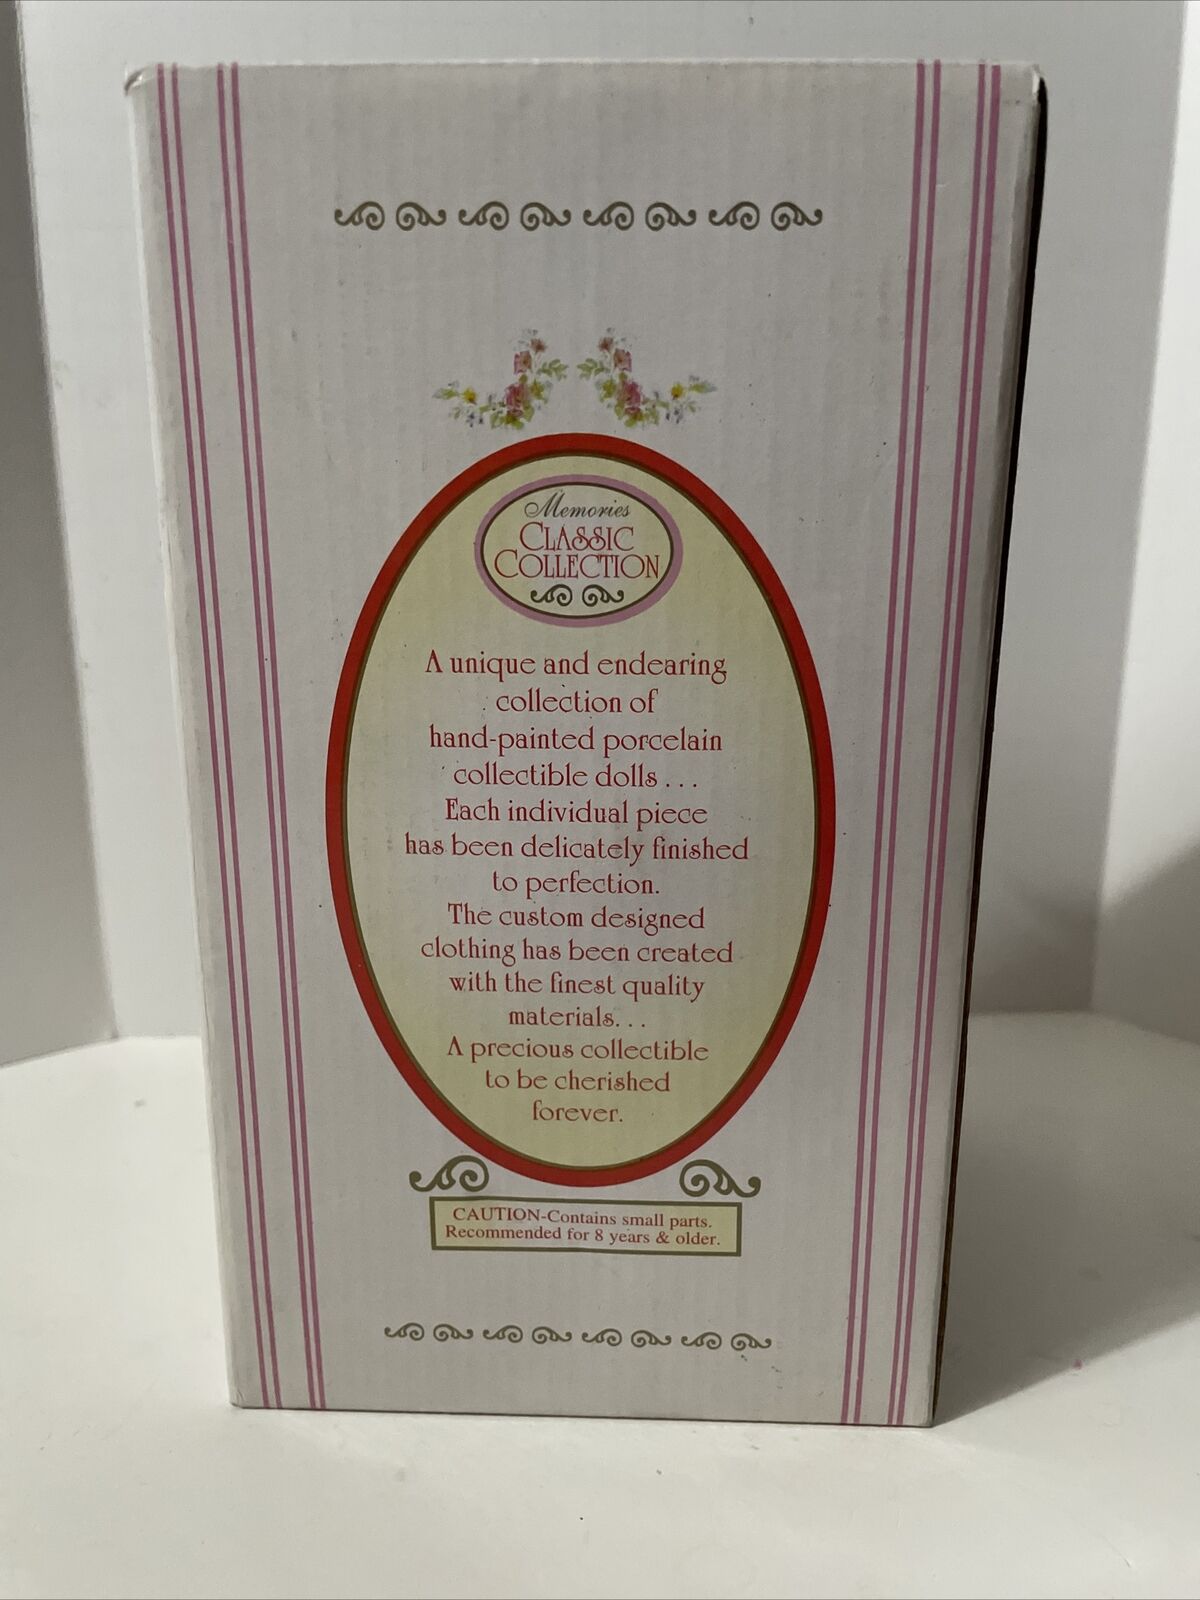 Memories
CLASSIC
COLLECTION
A unique and endearing
collection of
hand-painted porcelain
collectible dolls . . .
Each individual piece
has been delicately finished
to perfection.
The custom designed
clothing has been created
with the finest quality
materials. . .
A precious collectible
to be cherished
forever.
CAUTION-Contains small parts.
Recommended for 8 years & older.